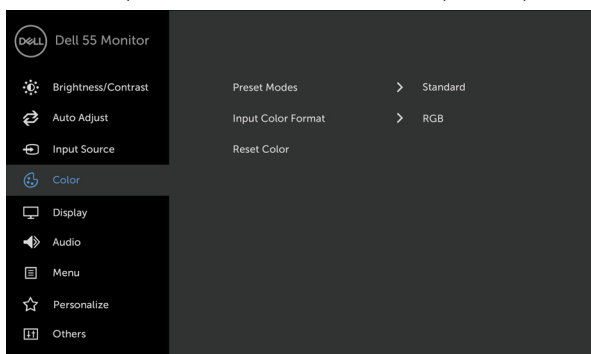 DELL
Dell 55 Monitor
Brightness/Contrast
Auto Adjust
Input Source
Color
Display
Audio
Menu
Personalize
Others
Preset Modes > Standard
Input Color Format > RGB
Reset Color